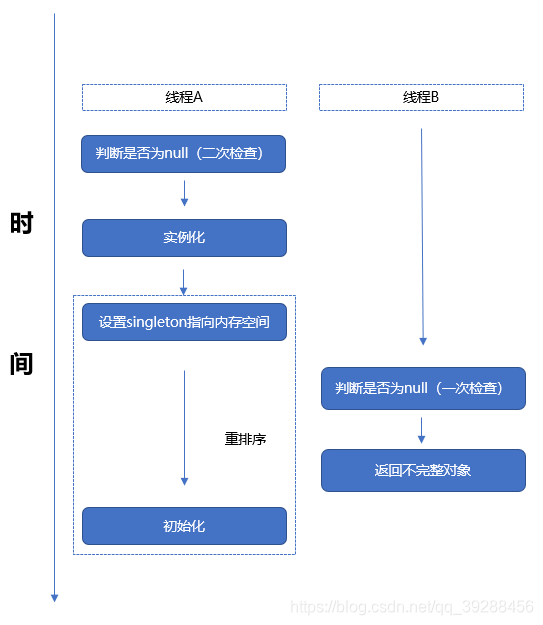 线程A
线程B
判断是否为null（二次检查）
时
实例化
设置singleton指向内存空间
间
判断是否为null（一次检查）
重排序
返回不完整对象
初始化
https://blog.csdn.net/qq_39288456